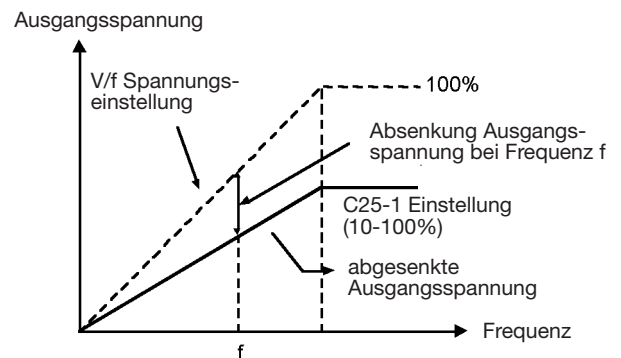 Ausgangsspannung
V/f Spannungs-
einstellung
100%
Absenkung Ausgangs-
spannung bei Frequenz f
C25-1 Einstellung
(10-100%)
abgesenkte
Ausgangsspannung
Frequenz
f